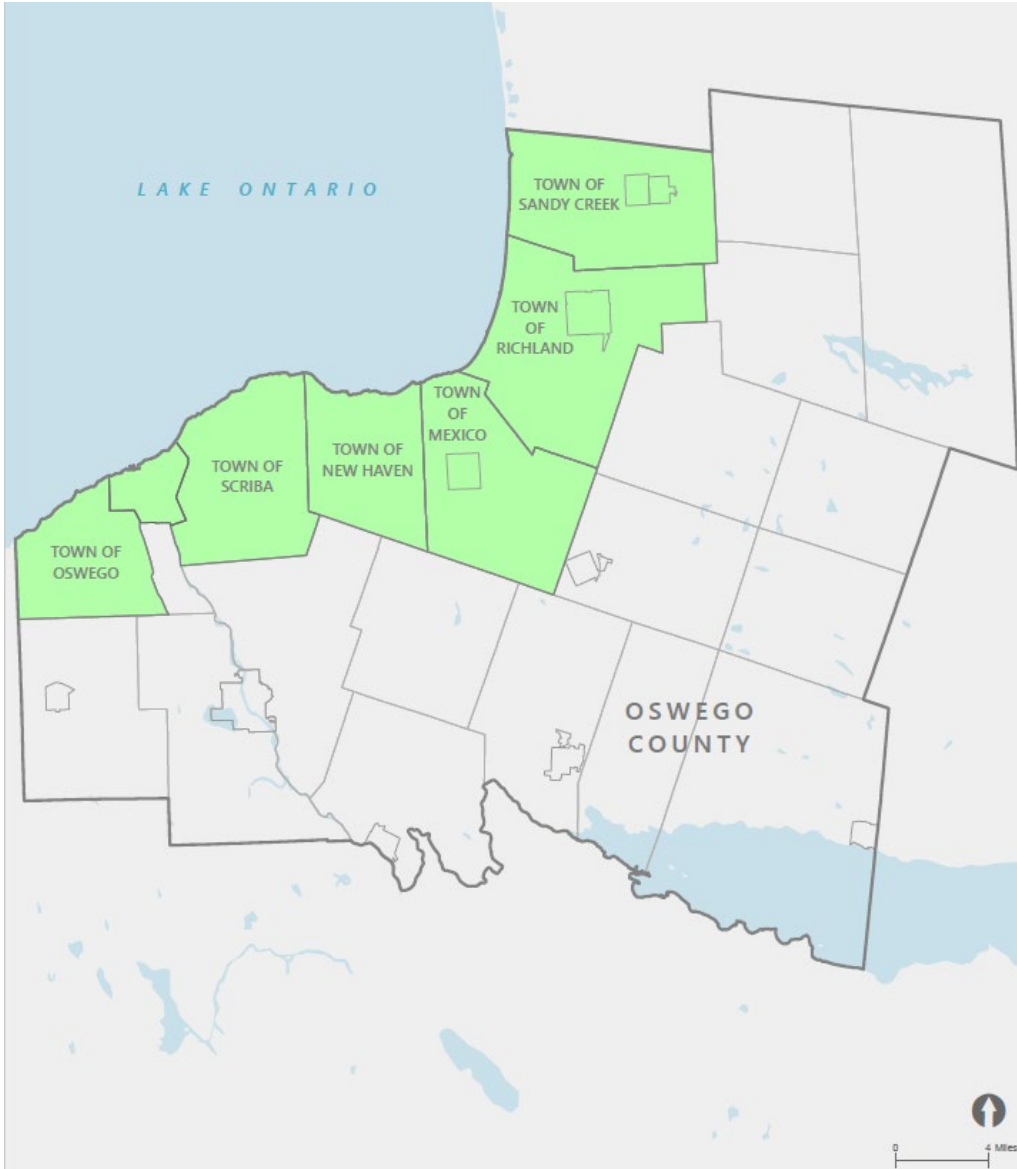 LAKE ONTARIO
TOWN OF
SANDY CREEK
TOWN
OF
RICHLAND
TOWN
OF
MEXICO
TOWN OF
NEW HAVEN
TOWN OF
SCRIBA
TOWN OF
OSWEGO
OSWEGO
COUNTY
0 4 Miles